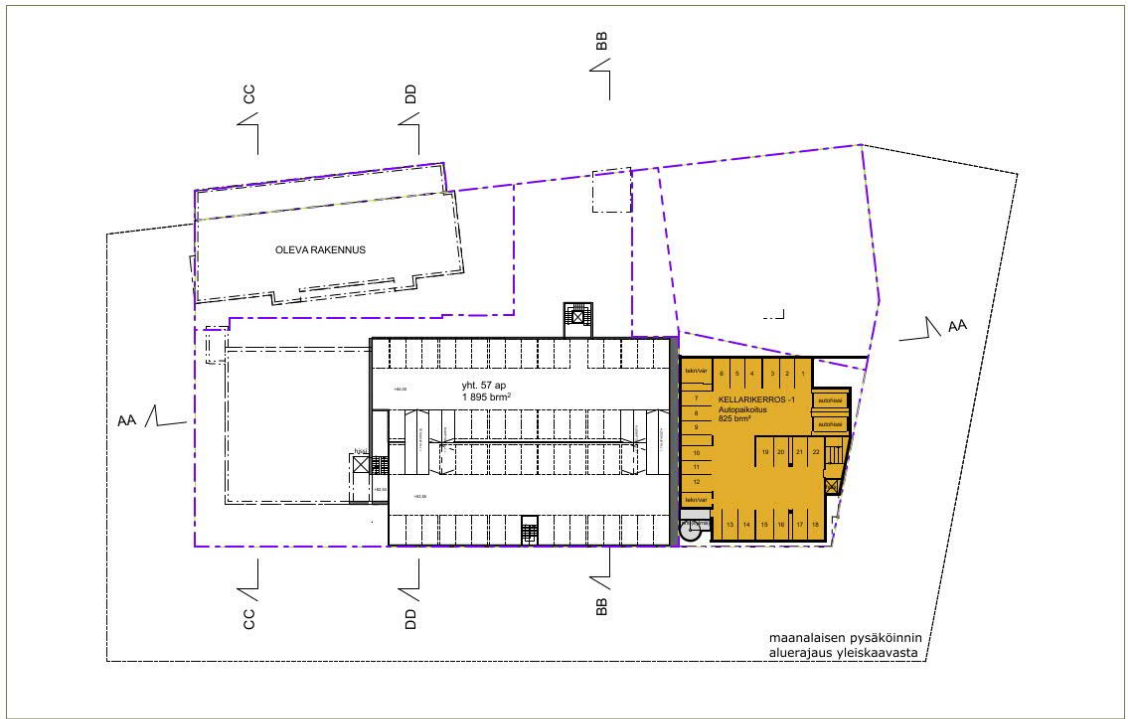 BB
CC
DD
OLEVA RAKENNUS
AA
yht. 57 ap
1 895 brm²
tekn/var
6 5 4 3 2 1
7
KELLARIKERROS -1
Autopaikoitus
825 brm²
8
9
autohissi
autohissi
AA
hissi
10
11
12
19 20 21 22
tekn/var
13 14 15 16 17 18
CC
DD
BB
maanalaisen pysäköinnin
aluerajaus yleiskaavasta